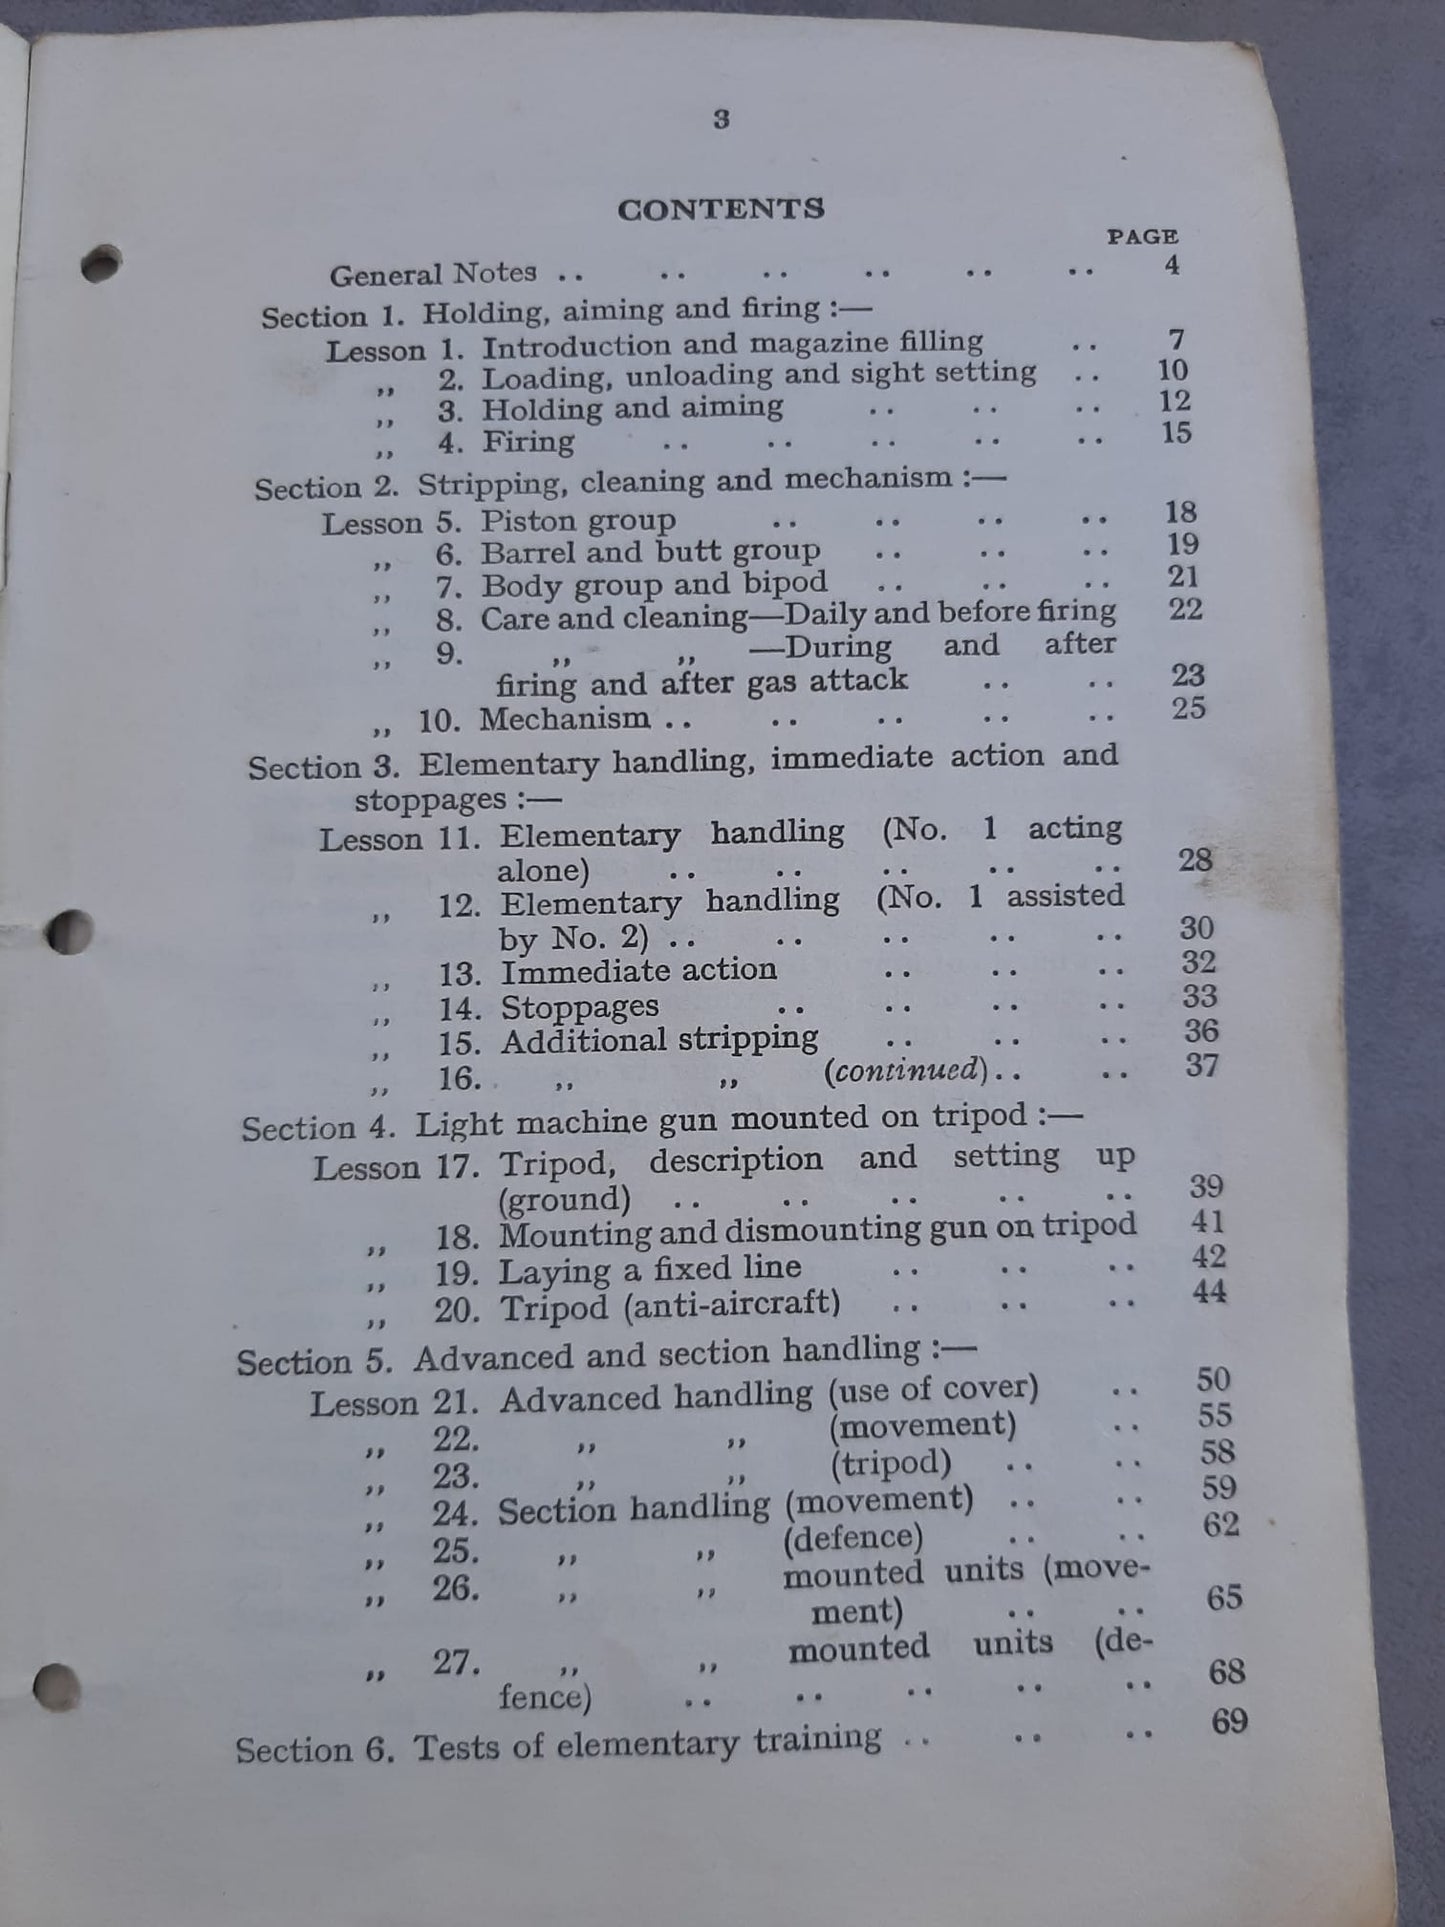 3
CONTENTS
PAGE
General Notes .. .. .. .. .. .. 4
Section 1. Holding, aiming and firing :—
Lesson 1. Introduction and magazine filling .. 7
„ 2. Loading, unloading and sight setting .. 10
„ 3. Holding and aiming .. .. .. 12
„ 4. Firing .. .. .. .. .. 15
Section 2. Stripping, cleaning and mechanism :—
Lesson 5. Piston group .. .. .. .. 18
„ 6. Barrel and butt group .. .. .. 19
„ 7. Body group and bipod .. .. .. 21
„ 8. Care and cleaning—Daily and before firing 22
„ 9. „ „ —During and after
firing and after gas attack .. .. 23
„ 10. Mechanism .. .. .. .. .. 25
Section 3. Elementary handling, immediate action and
stoppages :—
Lesson 11. Elementary handling (No. 1 acting
alone) .. .. .. .. .. 28
„ 12. Elementary handling (No. 1 assisted
by No. 2) .. .. .. .. .. 30
„ 13. Immediate action .. .. .. 32
„ 14. Stoppages .. .. .. .. 33
„ 15. Additional stripping .. .. .. 36
„ 16. „ „ (continued) .. .. 37
Section 4. Light machine gun mounted on tripod :—
Lesson 17. Tripod, description and setting up
(ground) .. .. .. .. .. 39
„ 18. Mounting and dismounting gun on tripod 41
„ 19. Laying a fixed line .. .. .. 42
„ 20. Tripod (anti-aircraft) .. .. .. 44
Section 5. Advanced and section handling :—
Lesson 21. Advanced handling (use of cover) .. 50
„ 22. „ „ (movement) .. 55
„ 23. „ „ (tripod) .. .. 58
„ 24. Section handling (movement) .. .. 59
„ 25. „ „ (defence) .. .. 62
„ 26. „ „ mounted units (move-
ment) .. .. 65
„ 27. „ „ mounted units (de-
fence) .. .. .. .. .. 68
Section 6. Tests of elementary training .. .. .. 69